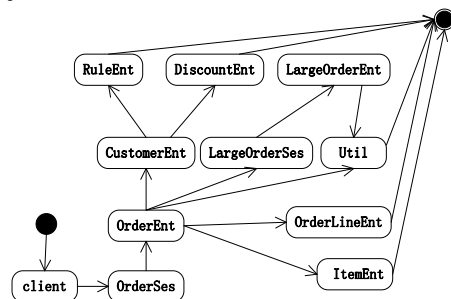 RuleEnt DiscountEnt LargeOrderEnt
CustomerEnt LargeOrderSes Util
OrderEnt OrderLineEnt
client OrderSes ItemEnt